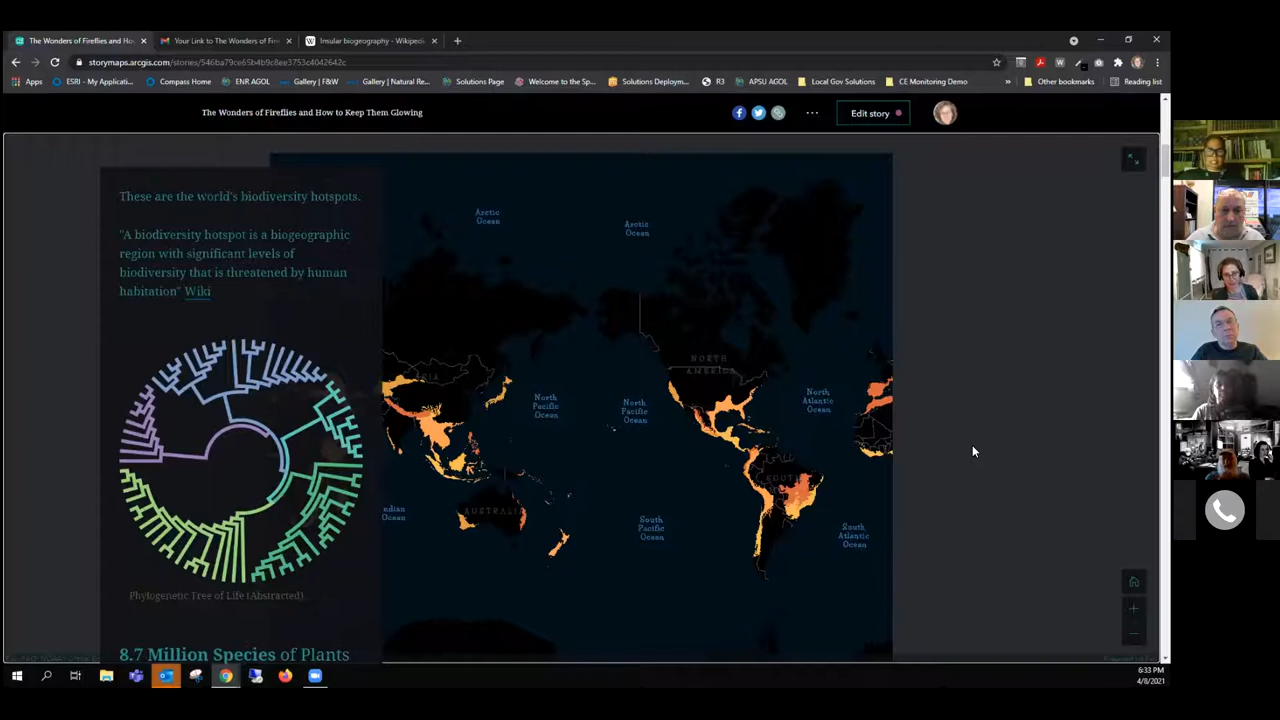 The Wonders of Fireflies and Ho
Your Link to The Wonders of Fir
Insular biogeography - Wikipedi
storymaps.arcgis.com/stories/546ba79ce65b4b9c8ee3753c4042642c
Apps
ESRI - My Applicati...
Compass Home
ENR AGOL
Gallery | F&W
Gallery | Natural Re...
Solutions Page
Welcome to the Sp...
Solutions Deploym...
R3
APSU AGOL
Local Gov Solutions
CE Monitoring Demo
»
Other bookmarks
Reading list
The Wonders of Fireflies and How to Keep Them Glowing
Edit story
These are the world's biodiversity hotspots.
"A biodiversity hotspot is a biogeographic
region with significant levels of
biodiversity that is threatened by human
habitation" Wiki
Phylogenetic Tree of Life (Abstracted)
8.7 Million Species of Plants
Arctic
Ocean
Arctic
Ocean
NORTH
AMERICA
ASIA
North
Pacific
Ocean
North
Pacific
Ocean
North
Atlantic
Ocean
SOUTH
AUSTRALIA
Indian
Ocean
South
Pacific
Ocean
South
Atlantic
Ocean
6:33 PM
4/8/2021